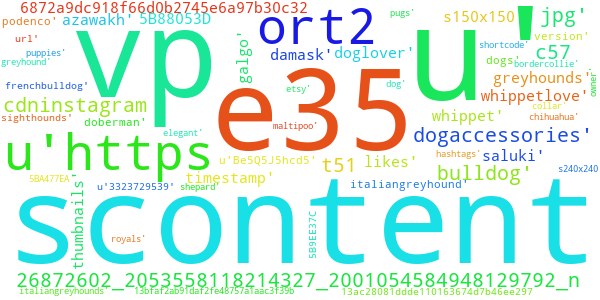 6872a9dc918f66d0b2745e6a97b30c32
pugs'
podenco'
azawakh'
5B88053D
ort2
s150x150'
jpg'
url'
vp
u'
version'
puppies'
galgo'
damask'
doglover'
shortcode'
c57
greyhound'
dogs'
bordercollie'
frenchbulldog'
e35
etsy'
dog'
greyhounds'
owner'
cdninstagram
whippetlove'
collar'
sighthounds'
doberman'
whippet'
chihuahua'
elegant'
maltipoo'
dogaccessories'
u'https
u'Be5Q5J5hcd5'
t51
likes'
hashtags'
saluki'
5BA477EA
timestamp'
bulldog'
s240x240
thumbnails'
u'3323729539'
shepard'
italiangreyhound'
scontent
royals'
5B9EE37C
26872602_2053558118214327_2001054584948129792_n
italiangreyhounds'
13bfaf2ab91daf2fe48757afaac3f39b
13ac28081ddde110163674d7b46ee297